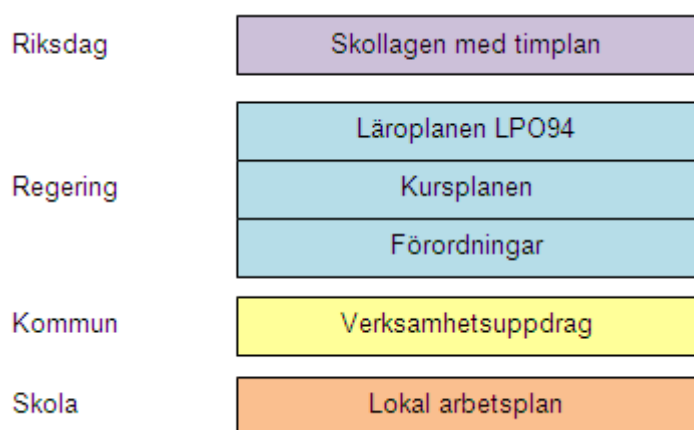 Riksdag
Skollagen med timplan
Läroplanen LPO94
Regering
Kursplanen
Förordningar
Kommun
Verksamhetsuppdrag
Skola
Lokal arbetsplan